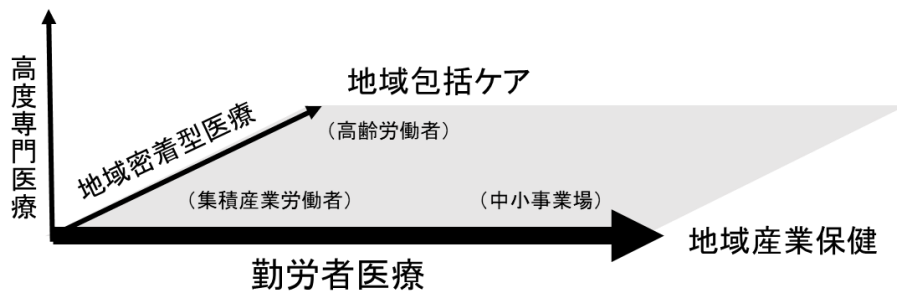 高度専門医療
地域包括ケア
地域密着型医療
（高齢労働者）
（集積産業労働者）
（中小事業場）
地域産業保健
勤労者医療